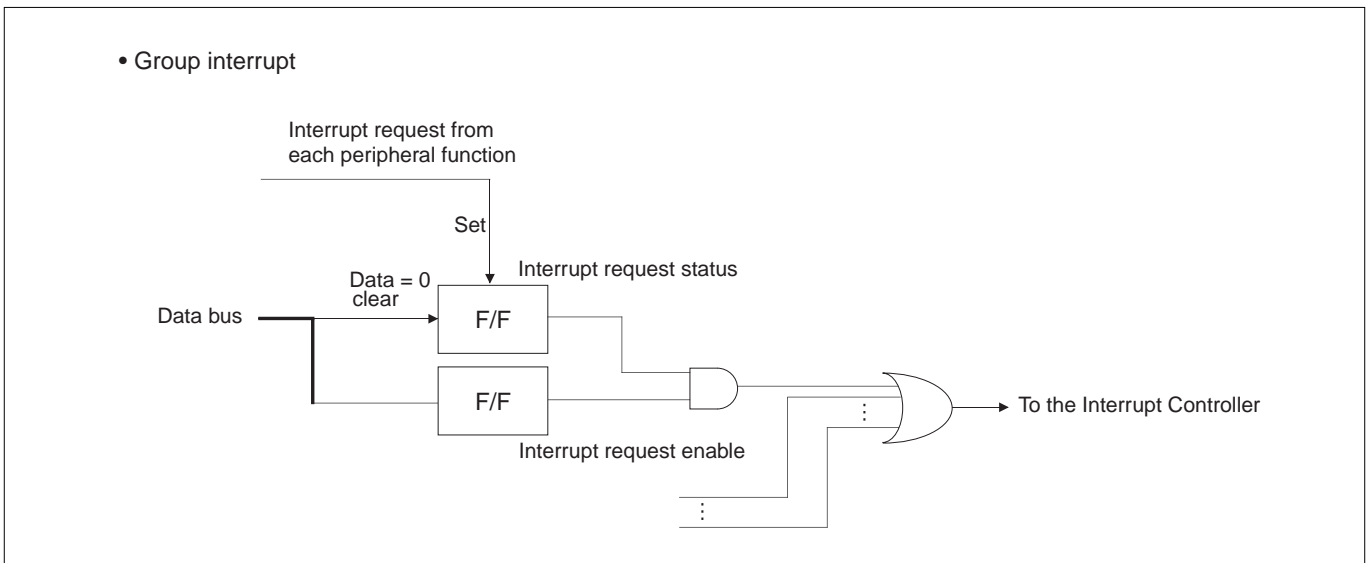 • Group interrupt
Interrupt request from
each peripheral function
Set
Data = 0
clear
Interrupt request status
Data bus
F/F
F/F
To the Interrupt Controller
Interrupt request enable